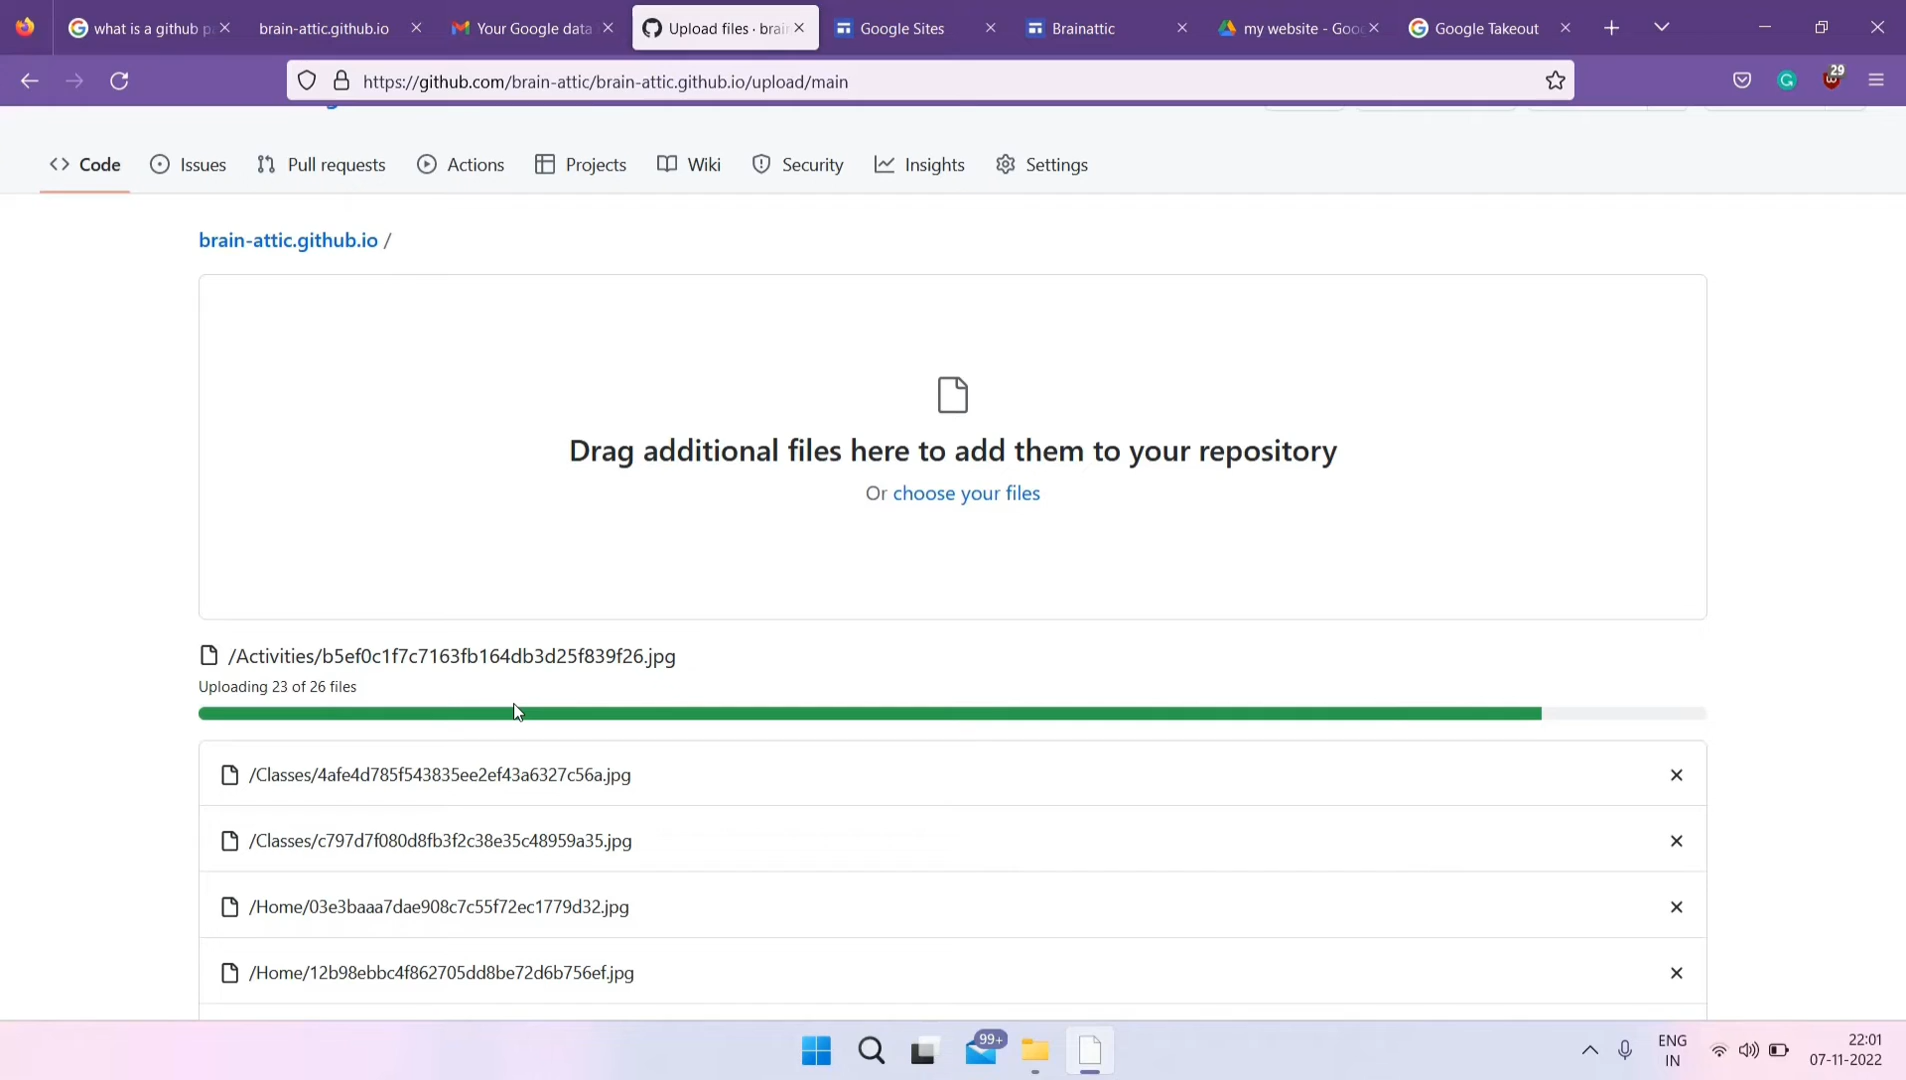 what is a github p
brain-attic.github.io
Your Google data
Upload files · brai
Google Sites
Brainattic
my website - Goo
Google Takeout
https://github.com/brain-attic/brain-attic.github.io/upload/main
29
Code
Issues
Pull requests
Actions
Projects
Wiki
Security
Insights
Settings
brain-attic.github.io /
Drag additional files here to add them to your repository
Or choose your files
/Activities/b5ef0c1f7c7163fb164db3d25f839f26.jpg
Uploading 23 of 26 files
/Classes/4afe4d785f543835ee2ef43a6327c56a.jpg
/Classes/c797d7f080d8fb3f2c38e35c48959a35.jpg
/Home/03e3baaa7dae908c7c55f72ec1779d32.jpg
/Home/12b98ebbc4f862705dd8be72d6b756ef.jpg
99+
ENG
IN
22:01
07-11-2022